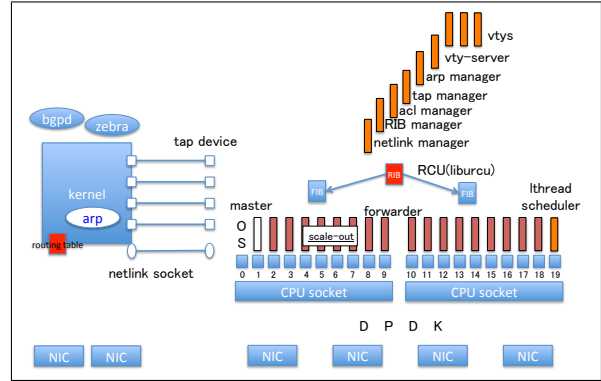 vtys
vty-server
arp manager
tap manager
acl manager
RIB manager
netlink manager
bgpd
zebra
tap device
kernel
arp
routing table
netlink socket
RIB
RCU(liburcu)
FIB
FIB
master
forwarder
lthread
scheduler
O
S
scale-out
0 1 2 3 4 5 6 7 8 9
10 11 12 13 14 15 16 17 18 19
CPU socket
CPU socket
D P D K
NIC
NIC
NIC
NIC
NIC
NIC